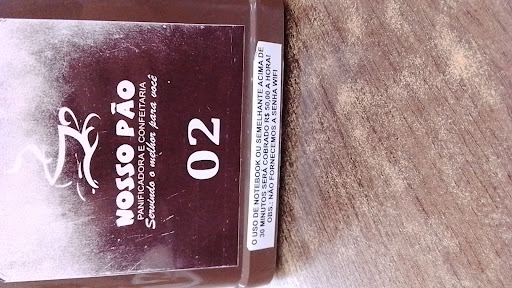 NOSSO PÃO
PANIFICADORA E CONFEITARIA
Servindo o melhor para você
02
O USO DE NOTEBOOK OU SEMELHANTE ACIMA DE
30 MINUTOS SERÁ COBRADO R$ 50,00 A HORA!
OBS.: NÃO FORNECEMOS A SENHA WIFI